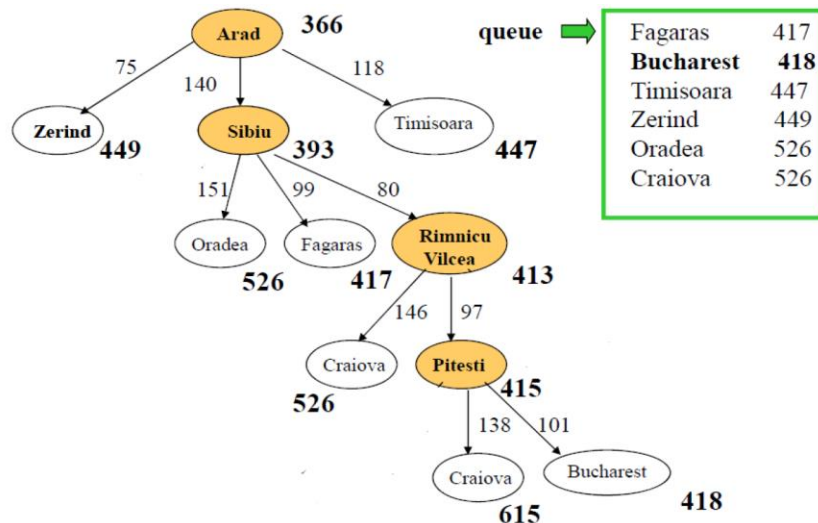 Arad 366
queue
Fagaras 417
Bucharest 418
Timisoara 447
Zerind 449
Oradea 526
Craiova 526
75
140
118
Zerind 449
Sibiu 393
Timisoara 447
151
99
80
Oradea 526
Fagaras 417
Rimnicu
Vilcea
413
146
97
Craiova 526
Pitesti 415
138
101
Craiova 615
Bucharest 418